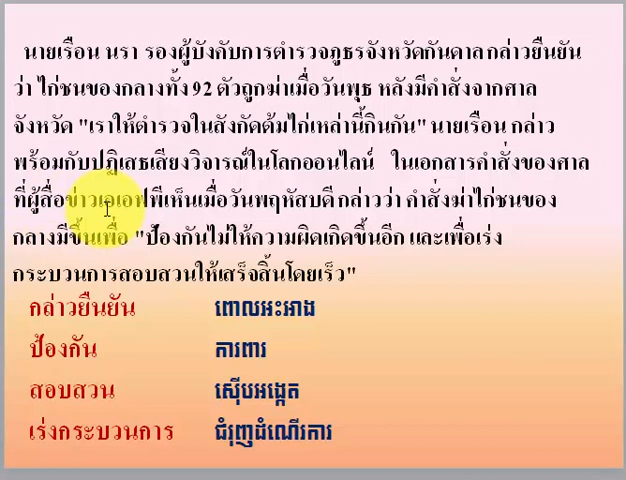 นายเรือน นรา รองผู้บังคับการตำรวจภูธรจังหวัดกันดาลกล่าวยืนยัน
ว่า ไก่ชนของกลางทั้ง 92 ตัวถูกฆ่าเมื่อวันพุธ หลังมีคำสั่งจากศาล
จังหวัด "เราให้ตำรวจในสังกัดต้มไก่เหล่านี้กินกัน" นายเรือน กล่าว
พร้อมกับปฏิเสธเสียงวิจารณ์ในโลกออนไลน์ ในเอกสารคำสั่งของศาล
ที่ผู้สื่อข่าวเอเอฟพีเห็นเมื่อวันพฤหัสบดี กล่าวว่า คำสั่งฆ่าไก่ชนของ
กลางมีขึ้นเพื่อ "ป้องกันไม่ให้ความผิดเกิดขึ้นอีก และเพื่อเร่ง
กระบวนการสอบสวนให้เสร็จสิ้นโดยเร็ว"
กล่าวยืนยัน ពោលអះអាង
ป้องกัน ការពារ
สอบสวน ស៊ើបអង្កេត
เร่งกระบวนการ ជំរុញដំណើរការ